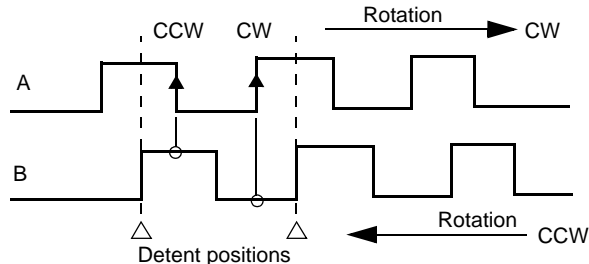 CCW CW Rotation CW
A
B
Rotation CCW
Detent positions